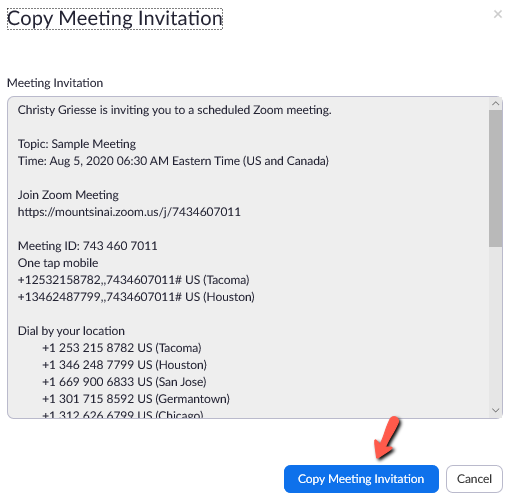 Copy Meeting Invitation
×
Meeting Invitation
Christy Griesse is inviting you to a scheduled Zoom meeting.
Topic: Sample Meeting
Time: Aug 5, 2020 06:30 AM Eastern Time (US and Canada)
Join Zoom Meeting
https://mountsinai.zoom.us/j/7434607011
Meeting ID: 743 460 7011
One tap mobile
+12532158782,,7434607011# US (Tacoma)
+13462487799,,7434607011# US (Houston)
Dial by your location
+1 253 215 8782 US (Tacoma)
+1 346 248 7799 US (Houston)
+1 669 900 6833 US (San Jose)
+1 301 715 8592 US (Germantown)
+1 312 626 6799 US (Chicago)
Copy Meeting Invitation
Cancel